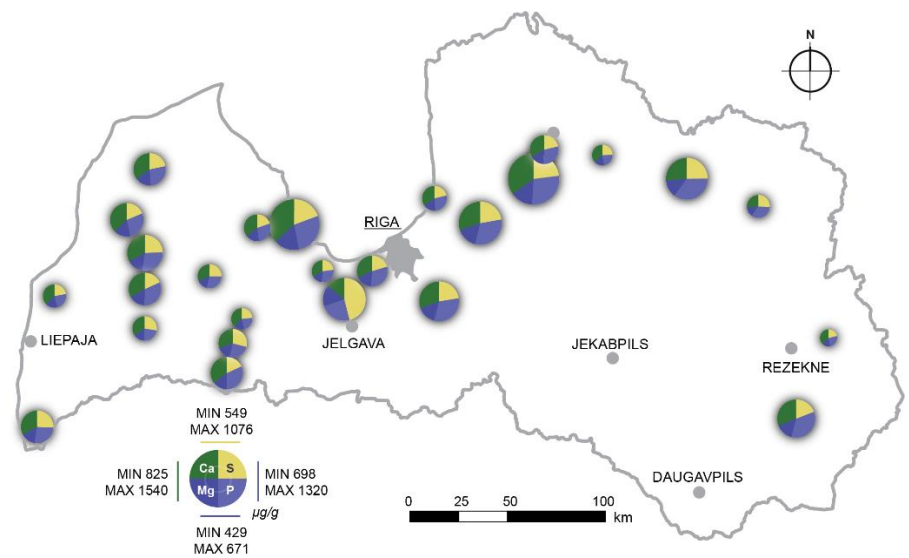 N
RIGA
LIEPAJA
JELGAVA
JEKABPILS
REZEKNE
DAUGAVPILS
MIN 549
MAX 1076
MIN 825
MAX 1540
Ca S
Mg P
MIN 698
MAX 1320
µg/g
MIN 429
MAX 671
0 25 50 100
km